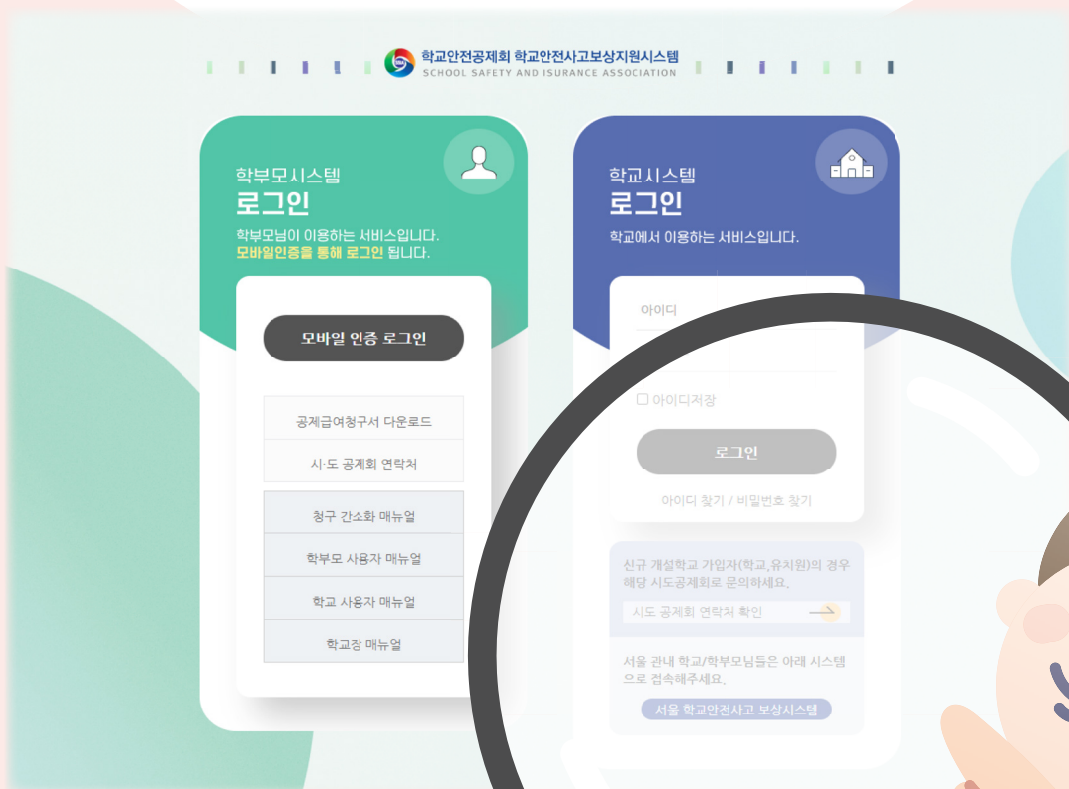 학교안전공제회 학교안전사고보상지원시스템
SCHOOL SAFETY AND ISURANCE ASSOCIATION
학부모시스템
로그인
학부모님이 이용하는 서비스입니다.
모바일인증을 통해 로그인 됩니다.
모바일 인증 로그인
공제급여청구서 다운로드
시·도 공제회 연락처
청구 간소화 매뉴얼
학부모 사용자 매뉴얼
학교 사용자 매뉴얼
학교장 매뉴얼
학교시스템
로그인
학교에서 이용하는 서비스입니다.
아이디
아이디저장
로그인
아이디 찾기 / 비밀번호 찾기
신규 개설학교 가입자(학교,유치원)의 경우
해당 시도공제회로 문의하세요.
시도 공제회 연락처 확인
서울 관내 학교/학부모님들은 아래 시스템
으로 접속해주세요.
서울 학교안전사고 보상시스템